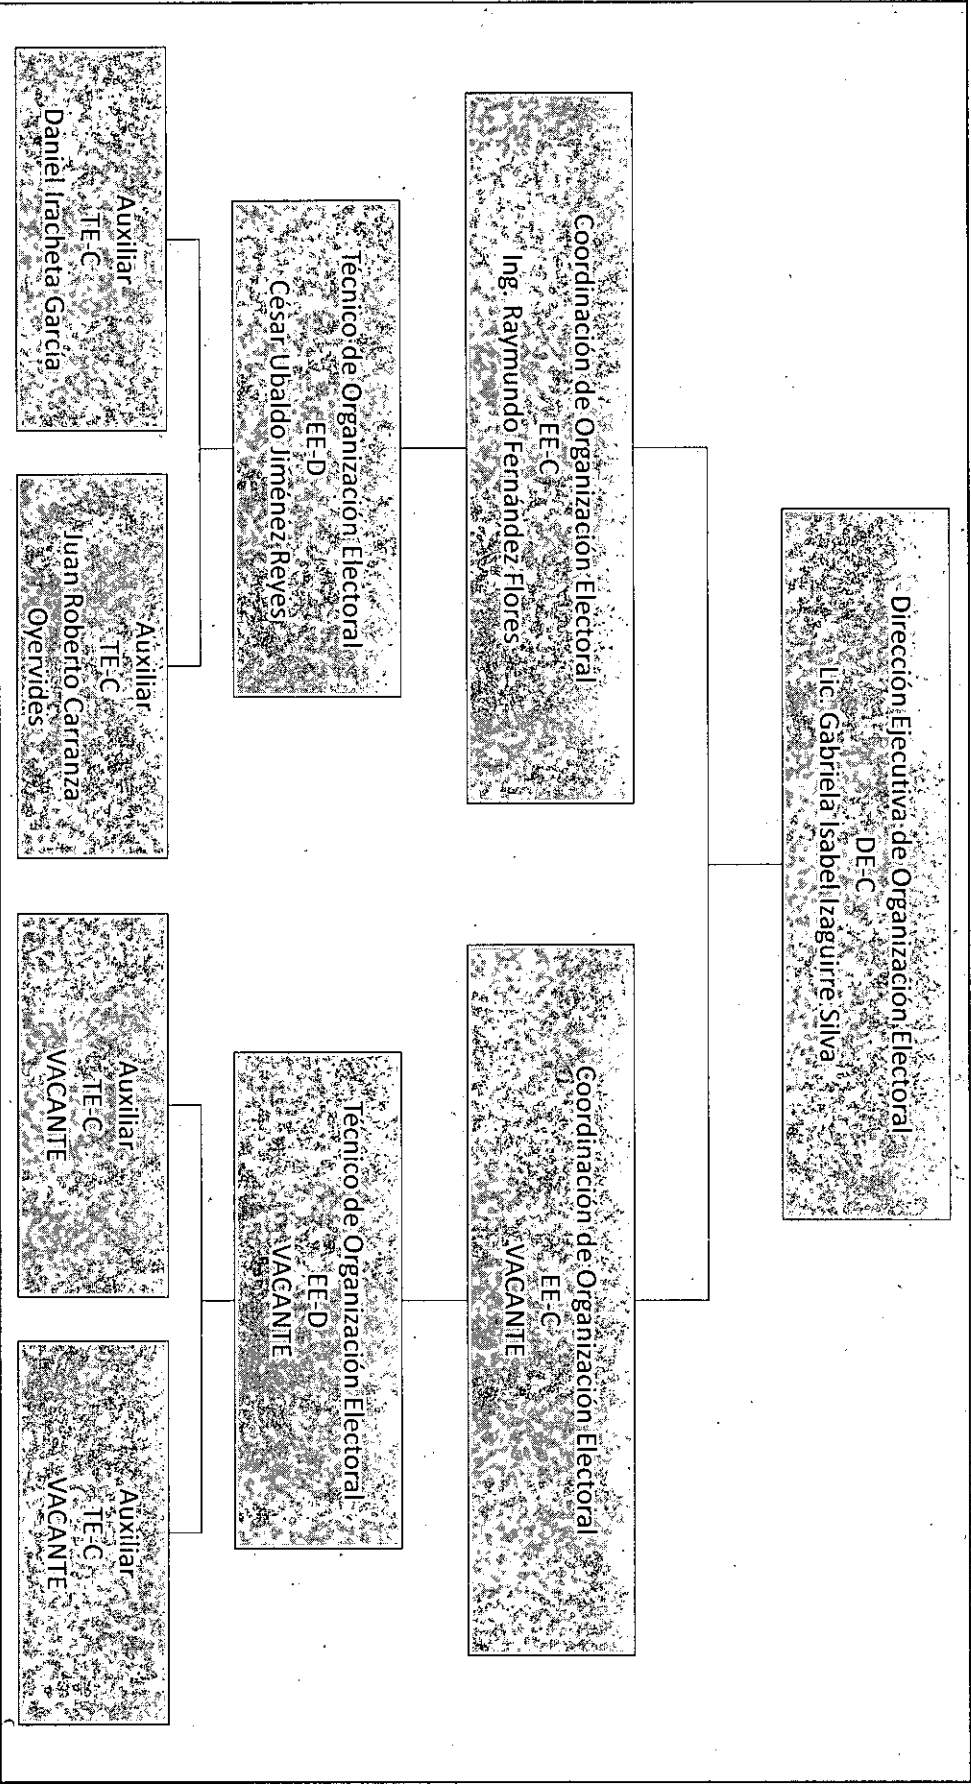 Dirección Ejecutiva de Organización Electoral
DE-C
Lic. Gabriela Isabel Izaguirre Silva
Coordinación de Organización Electoral
EE-C
Ing. Raymundo Fernández Flores
Coordinación de Organización Electoral
EE-C
VACANTE
Técnico de Organización Electoral
EE-D
César Ubaldo Jiménez Reyes
Técnico de Organización Electoral
EE-D
VACANTE
Auxiliar
TE-C
Daniel Iracheta García
Auxiliar
TE-C
Juan Roberto Carranza
Oyervides
Auxiliar
TE-C
VACANTE
Auxiliar
TE-C
VACANTE